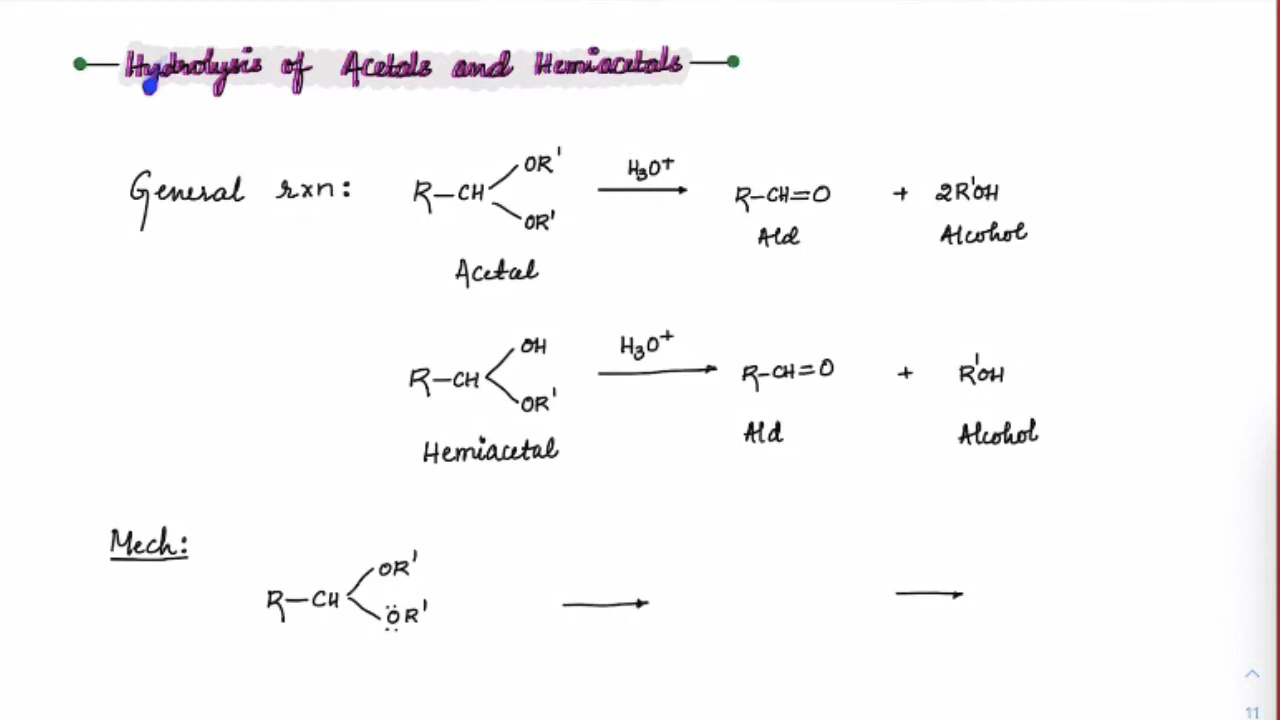 Hydrolysis of Acetals and Hemiacetals
General rxn: R-CH OR' OR' H3O+ R-CH=O + 2R'OH
Acetal Ald Alcohol
R-CH OH OR' H3O+ R-CH=O + R'OH
Hemiacetal Ald Alcohol
Mech:
R-CH OR' OR'
11